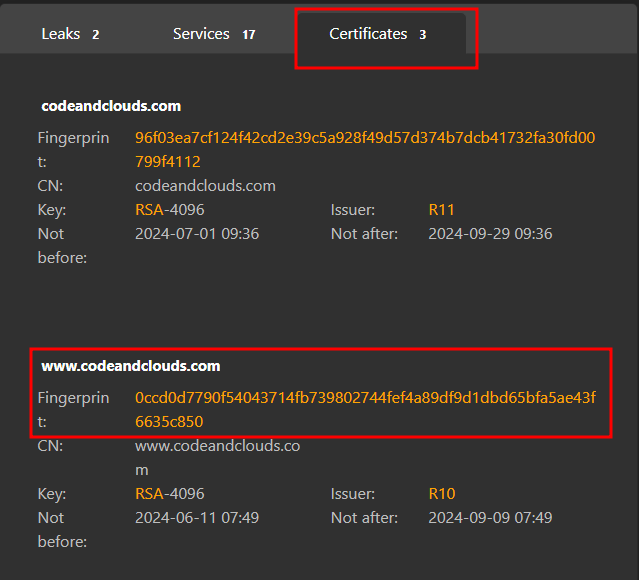 Leaks 2 Services 17 Certificates 3
codeandclouds.com
Fingerprin 96f03ea7cf124f42cd2e39c5a928f49d57d374b7dcb41732fa30fd00
t: 799f4112
CN: codeandclouds.com
Key: RSA-4096 Issuer: R11
Not 2024-07-01 09:36 Not after: 2024-09-29 09:36
before:
www.codeandclouds.com
Fingerprin 0ccd0d7790f54043714fb739802744fef4a89df9d1dbd65bfa5ae43f
t: 6635c850
CN: www.codeandclouds.co
m
Key: RSA-4096 Issuer: R10
Not 2024-06-11 07:49 Not after: 2024-09-09 07:49
before: